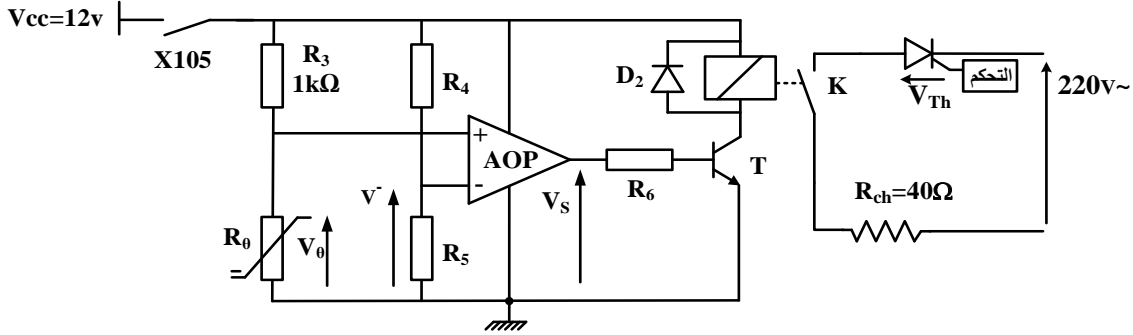 Vcc=12v
X105
R3
1kΩ
R4
D2
K
التحكم
VTh
220v~
+
AOP
-
R6
T
VS
V-
Rθ
Vθ
R5
Rch=40Ω